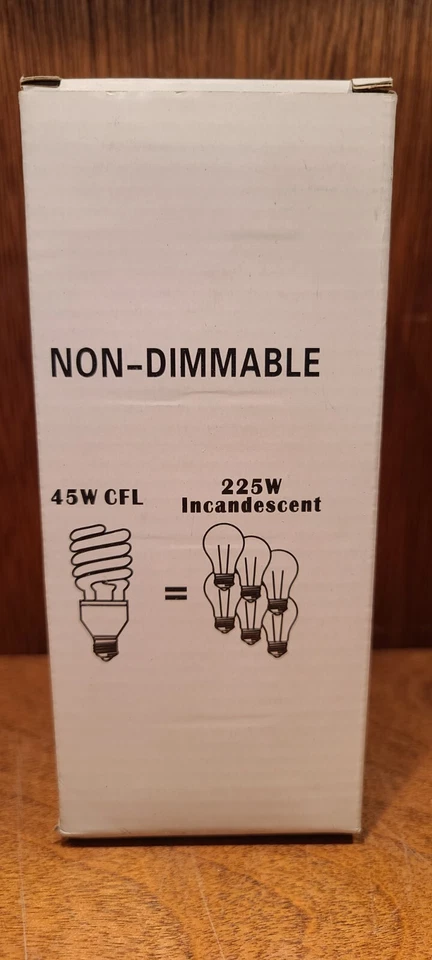 NON-DIMMABLE
45W CFL
=
225W
Incandescent